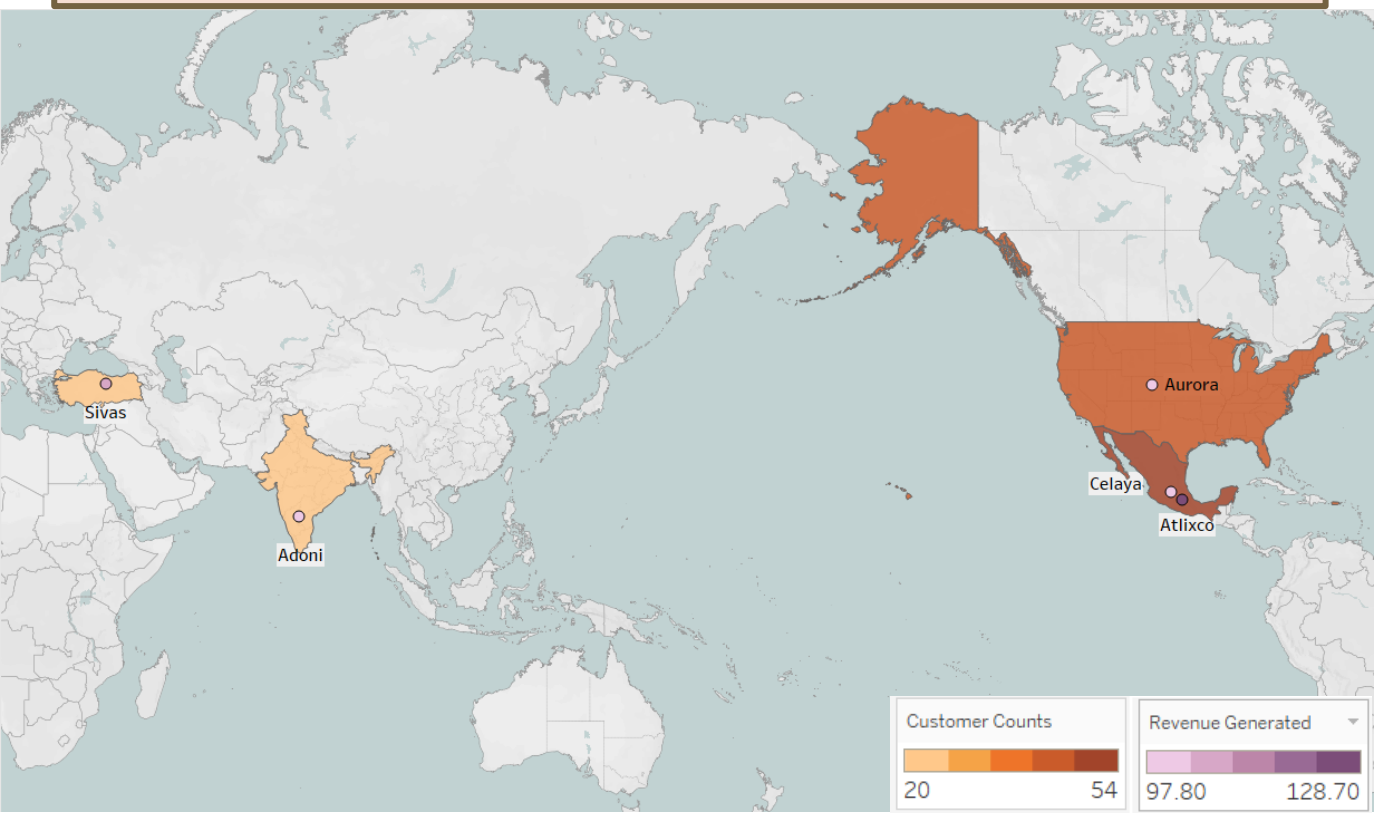 Aurora
Sivas
Celaya
Atlixco
Adoni
Customer Counts
20 54
Revenue Generated
97.80 128.70